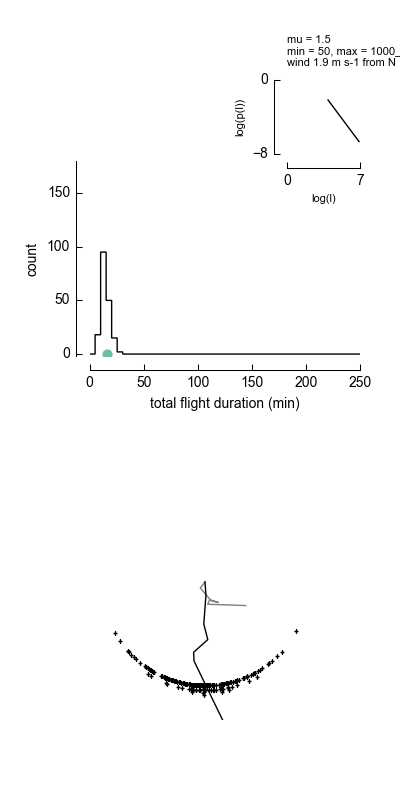 mu = 1.5
min = 50, max = 1000_
wind 1.9 m s-1 from N
0
log(p(l))
−8
0 7
log(l)
150
100
count
50
0
0 50 100 150 200 250
total flight duration (min)